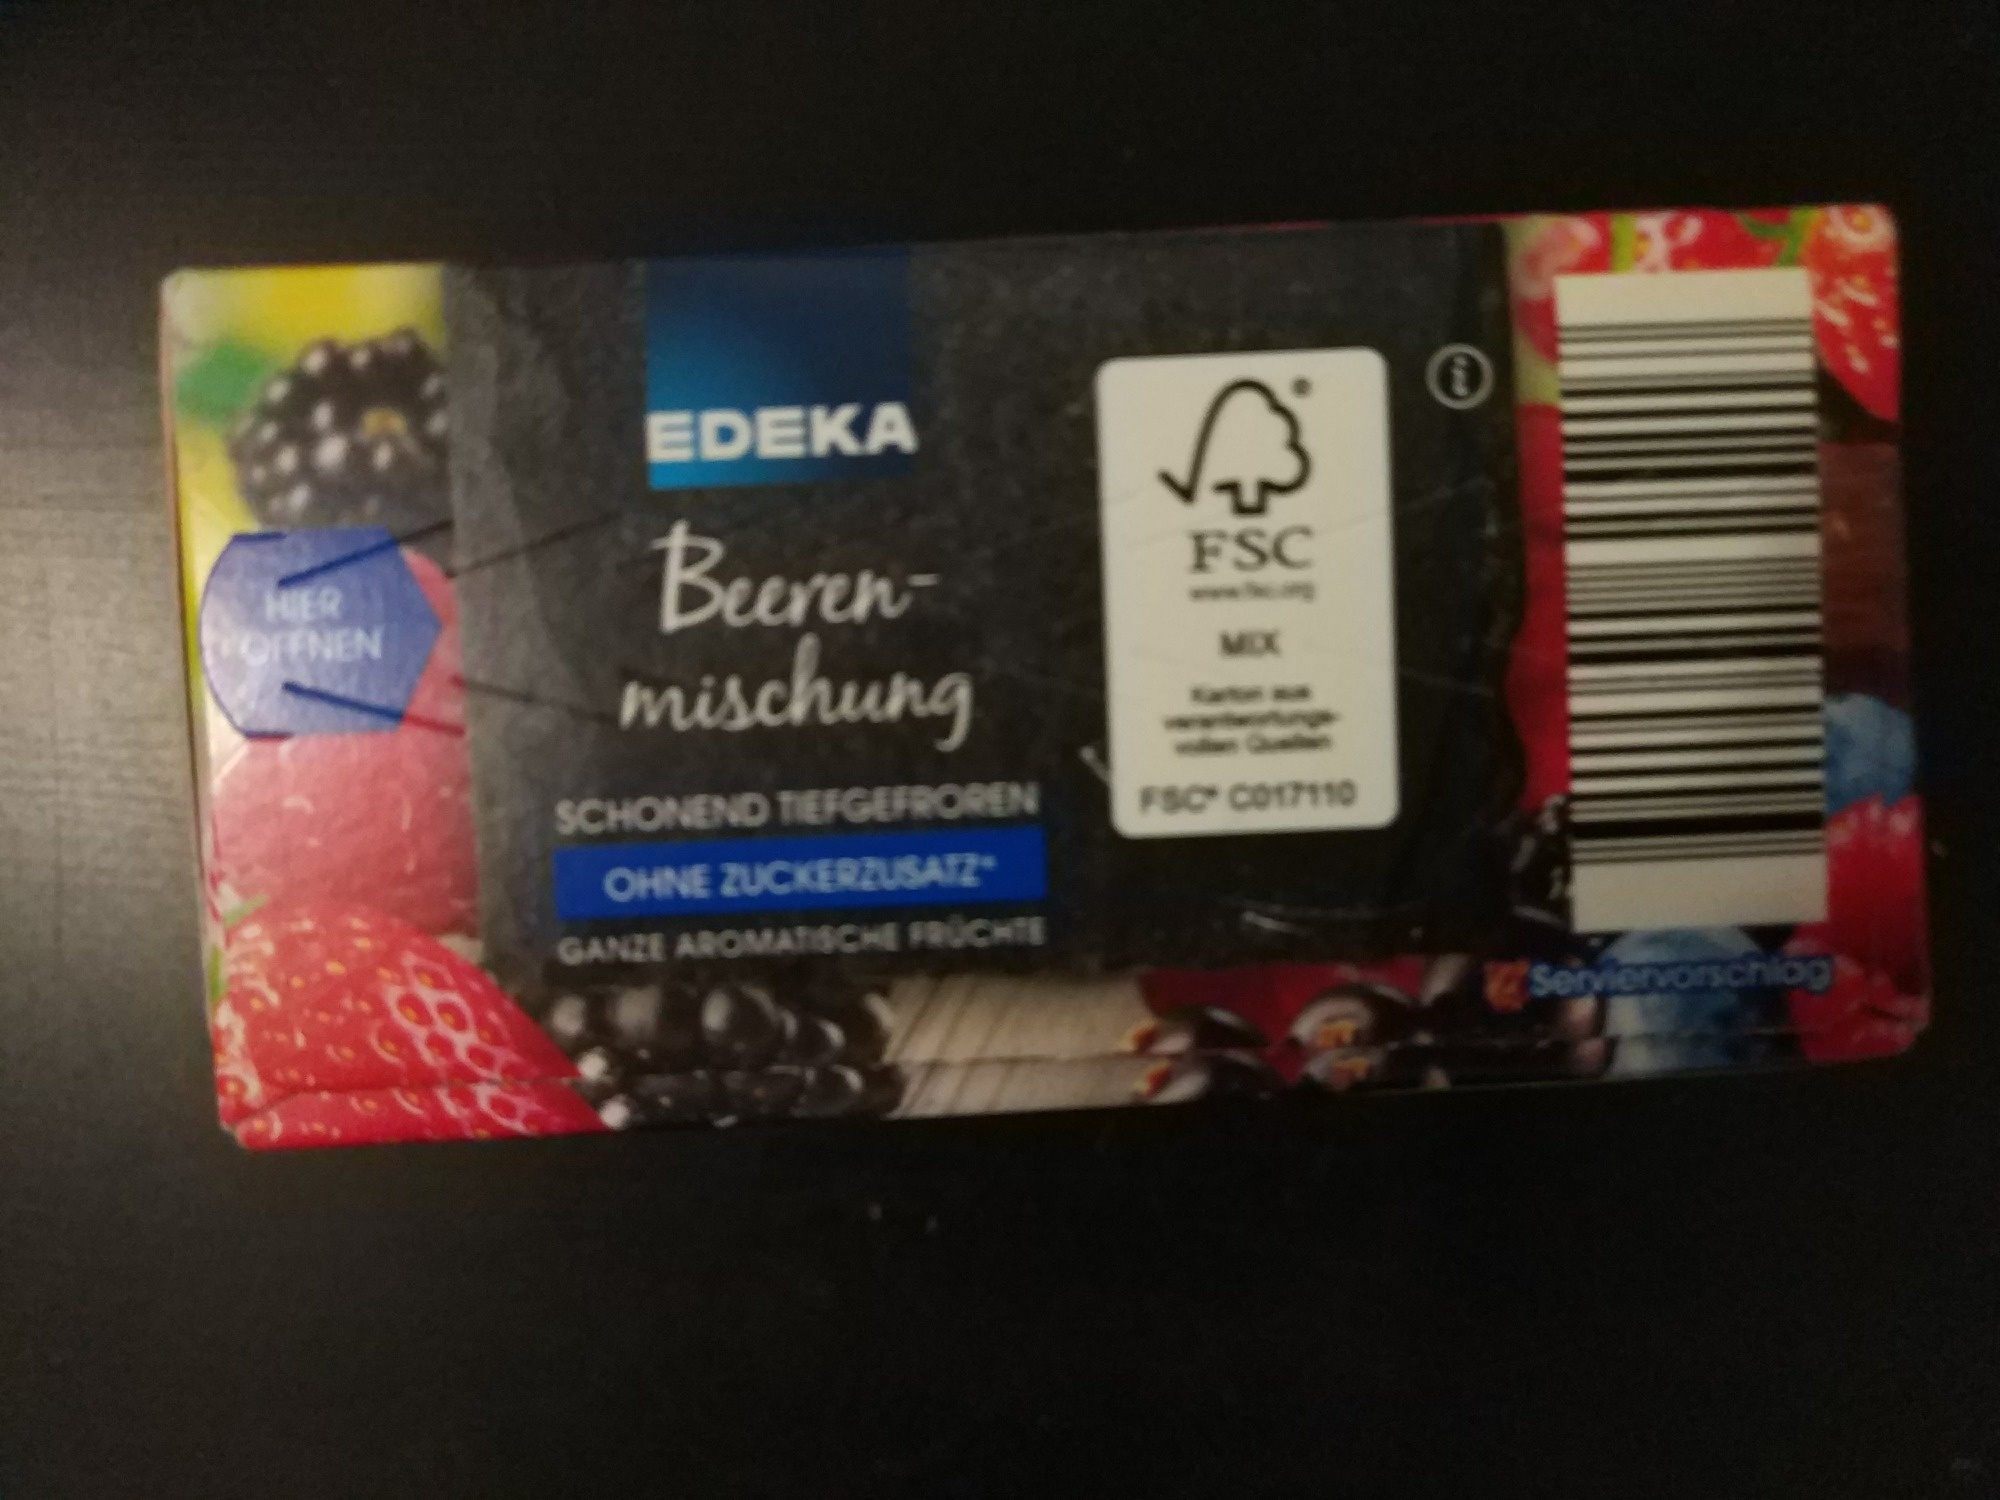 EDEKA
Beeren-
mischung
SCHONEND TIEFGEFROREN
OHNE ZUCKERZUSATZ*
GANZE AROMATISCHE FRÜCHTE
HIER
ÖFFNEN
FSC
www.fsc.org
MIX
Karton aus
verantwortungs-
vollen Quellen
FSC® C017110
i
Serviervorschlag